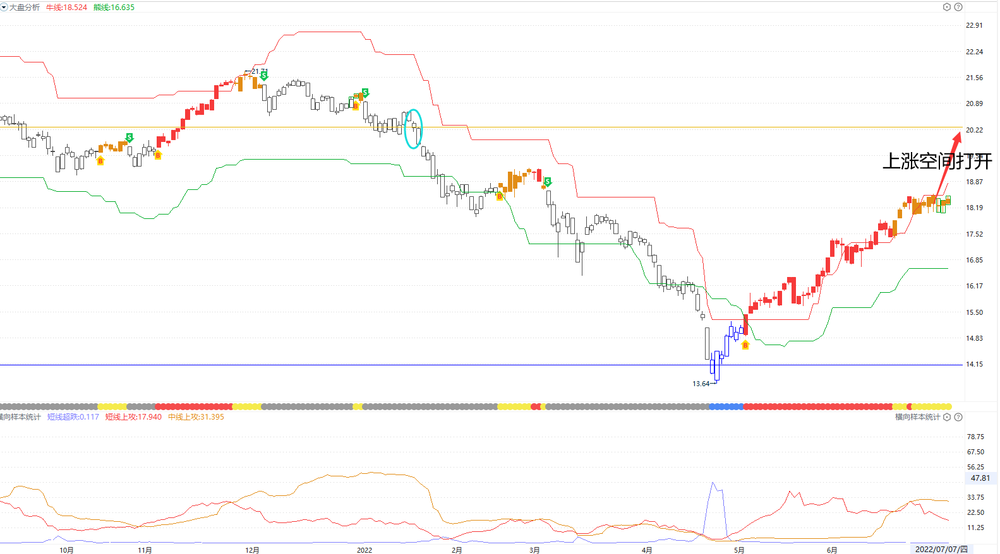 大盘分析 牛线:18.524 熊线:16.635
22.91
22.24
21.71
S
21.56
S
20.89
B
20.22
S
B
B
19.54
上涨空间打开
18.87
S
B
18.19
17.52
16.85
16.17
15.50
14.83
B
14.15
13.64
横向样本统计 短线超跌:0.117 短线上攻:17.940 中线上攻:31.395
横向样本统计
78.75
67.50
56.25
47.81
33.75
22.50
11.25
10月 11月 12月 2022 2月 3月 4月 5月 6月 2022/07/07/四